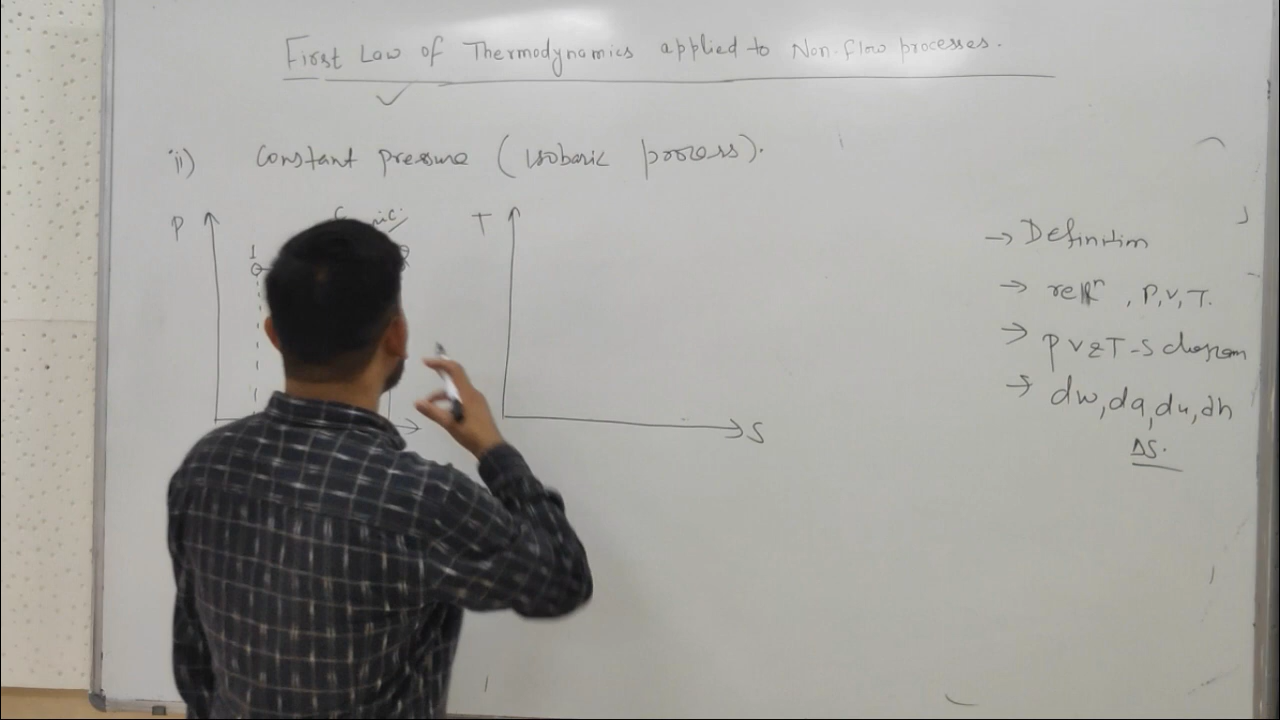 First Law of Thermodynamics applied to Non-flow processes.
ii) Constant pressure (Isobaric process).
P
1
T
S
→ Definition
→ relⁿ, P,V,T.
→ PV & T-S diagram
→ dw, dq, du, dh
Δs.